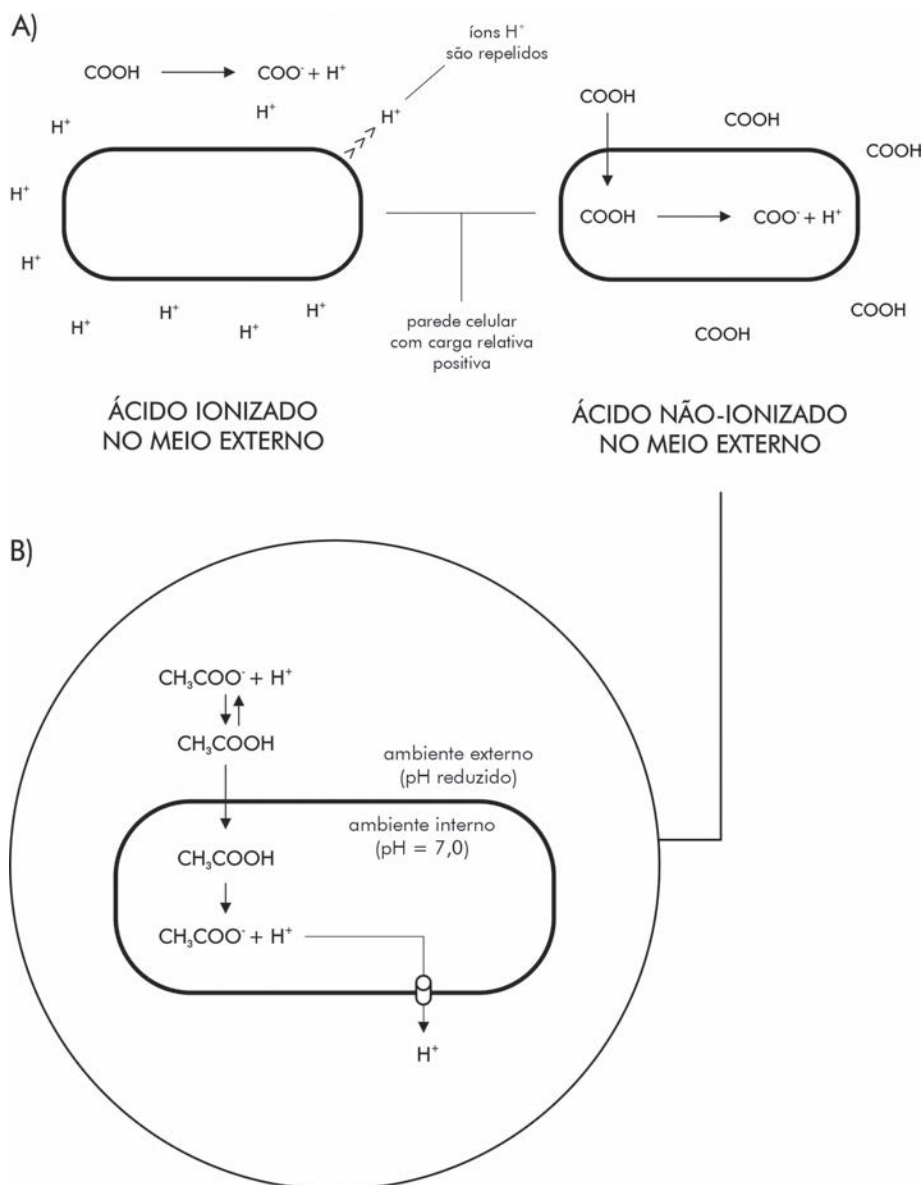 A)
íons H⁺
são repelidos
COOH → COO⁻ + H⁺
H⁺
H⁺
H⁺
H⁺
H⁺
H⁺
H⁺
H⁺
H⁺
COOH
COOH
COOH
COOH → COO⁻ + H⁺
COOH
COOH
parede celular
com carga relativa
positiva
ÁCIDO IONIZADO
NO MEIO EXTERNO
ÁCIDO NÃO-IONIZADO
NO MEIO EXTERNO
B)
CH₃COO⁻ + H⁺
CH₃COOH
ambiente externo
(pH reduzido)
ambiente interno
(pH = 7,0)
CH₃COOH
CH₃COO⁻ + H⁺
H⁺